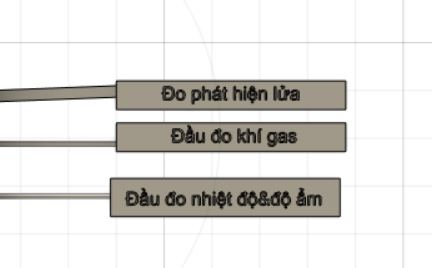 Đo phát hiện lửa
Đầu đo khí gas
Đầu đo nhiệt độ&độ ẩm